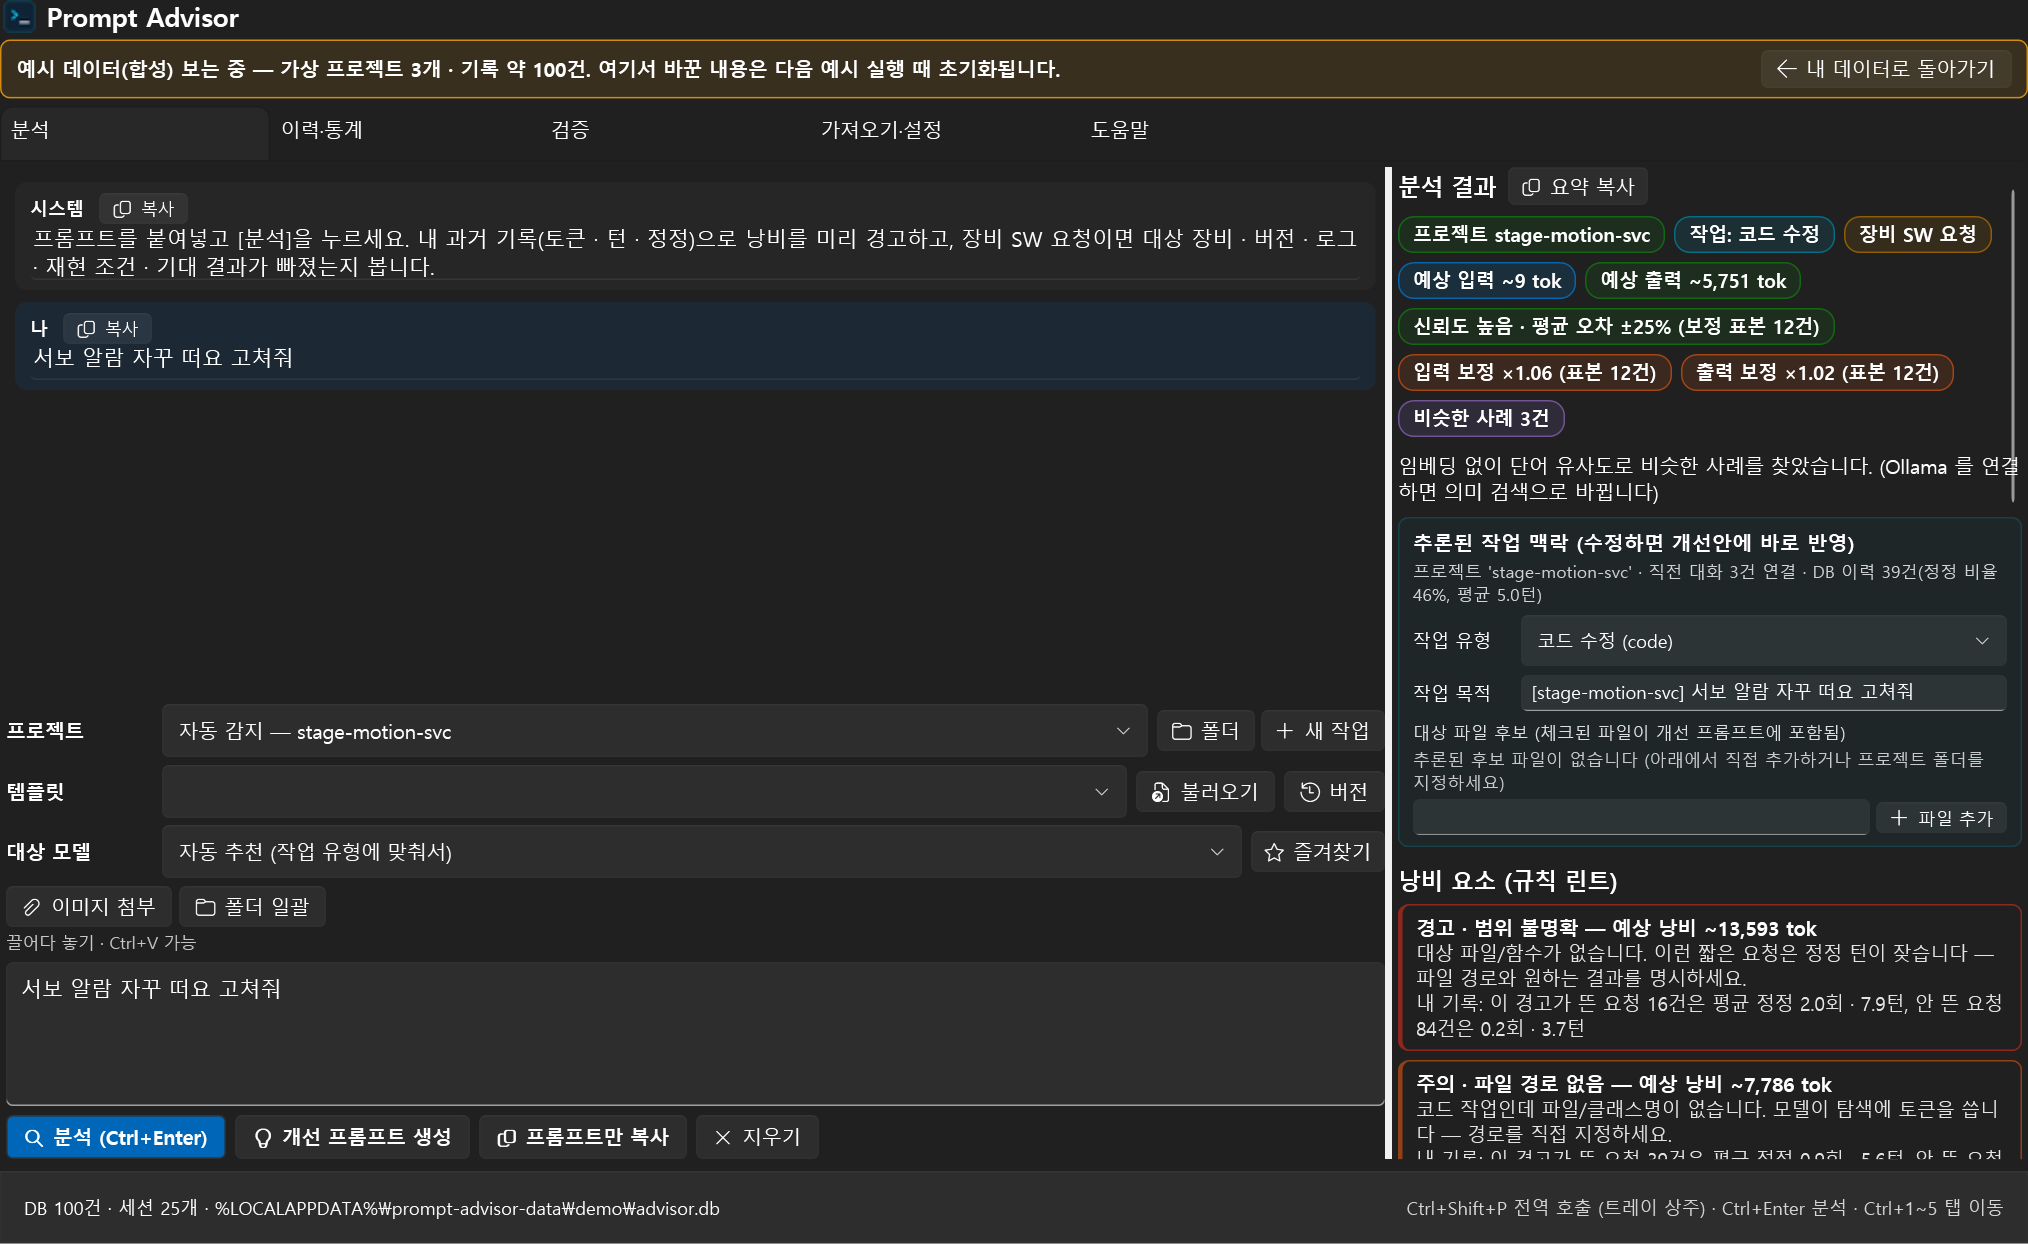 Prompt Advisor
예시 데이터(합성) 보는 중 — 가상 프로젝트 3개 · 기록 약 100건. 여기서 바꾼 내용은 다음 예시 실행 때 초기화됩니다.
← 내 데이터로 돌아가기
분석
이력·통계
검증
가져오기·설정
도움말
시스템
복사
프롬프트를 붙여넣고 [분석]을 누르세요. 내 과거 기록(토큰 · 턴 · 정정)으로 낭비를 미리 경고하고, 장비 SW 요청이면 대상 장비 · 버전 · 로그
· 재현 조건 · 기대 결과가 빠졌는지 봅니다.
나
복사
서보 알람 자꾸 떠요 고쳐줘
프로젝트
자동 감지 — stage-motion-svc
폴더
새 작업
템플릿
불러오기
버전
대상 모델
자동 추천 (작업 유형에 맞춰서)
즐겨찾기
이미지 첨부
폴더 일괄
끌어다 놓기 · Ctrl+V 가능
서보 알람 자꾸 떠요 고쳐줘
분석 (Ctrl+Enter)
개선 프롬프트 생성
프롬프트만 복사
지우기
분석 결과
요약 복사
프로젝트 stage-motion-svc
작업: 코드 수정
장비 SW 요청
예상 입력 ~9 tok
예상 출력 ~5,751 tok
신뢰도 높음 · 평균 오차 ±25% (보정 표본 12건)
입력 보정 ×1.06 (표본 12건)
출력 보정 ×1.02 (표본 12건)
비슷한 사례 3건
임베딩 없이 단어 유사도로 비슷한 사례를 찾았습니다. (Ollama 를 연결
하면 의미 검색으로 바뀝니다)
추론된 작업 맥락 (수정하면 개선안에 바로 반영)
프로젝트 'stage-motion-svc' · 직전 대화 3건 연결 · DB 이력 39건(정정 비율
46%, 평균 5.0턴)
작업 유형
코드 수정 (code)
작업 목적
[stage-motion-svc] 서보 알람 자꾸 떠요 고쳐줘
대상 파일 후보 (체크된 파일이 개선 프롬프트에 포함됨)
추론된 후보 파일이 없습니다 (아래에서 직접 추가하거나 프로젝트 폴더를
지정하세요)
파일 추가
낭비 요소 (규칙 린트)
경고 · 범위 불명확 — 예상 낭비 ~13,593 tok
대상 파일/함수가 없습니다. 이런 짧은 요청은 정정 턴이 잦습니다 —
파일 경로와 원하는 결과를 명시하세요.
내 기록: 이 경고가 뜬 요청 16건은 평균 정정 2.0회 · 7.9턴, 안 뜬 요청
84건은 0.2회 · 3.7턴
주의 · 파일 경로 없음 — 예상 낭비 ~7,786 tok
코드 작업인데 파일/클래스명이 없습니다. 모델이 탐색에 토큰을 씁니
다 — 경로를 직접 지정하세요.
내 기록: 이 경고가 뜬 요청 39건은 평균 정정 0.9회 · 5.6턴, 안 뜬 요청
DB 100건 · 세션 25개 · %LOCALAPPDATA%₩prompt-advisor-data₩demo₩advisor.db
Ctrl+Shift+P 전역 호출 (트레이 상주) · Ctrl+Enter 분석 · Ctrl+1~5 탭 이동